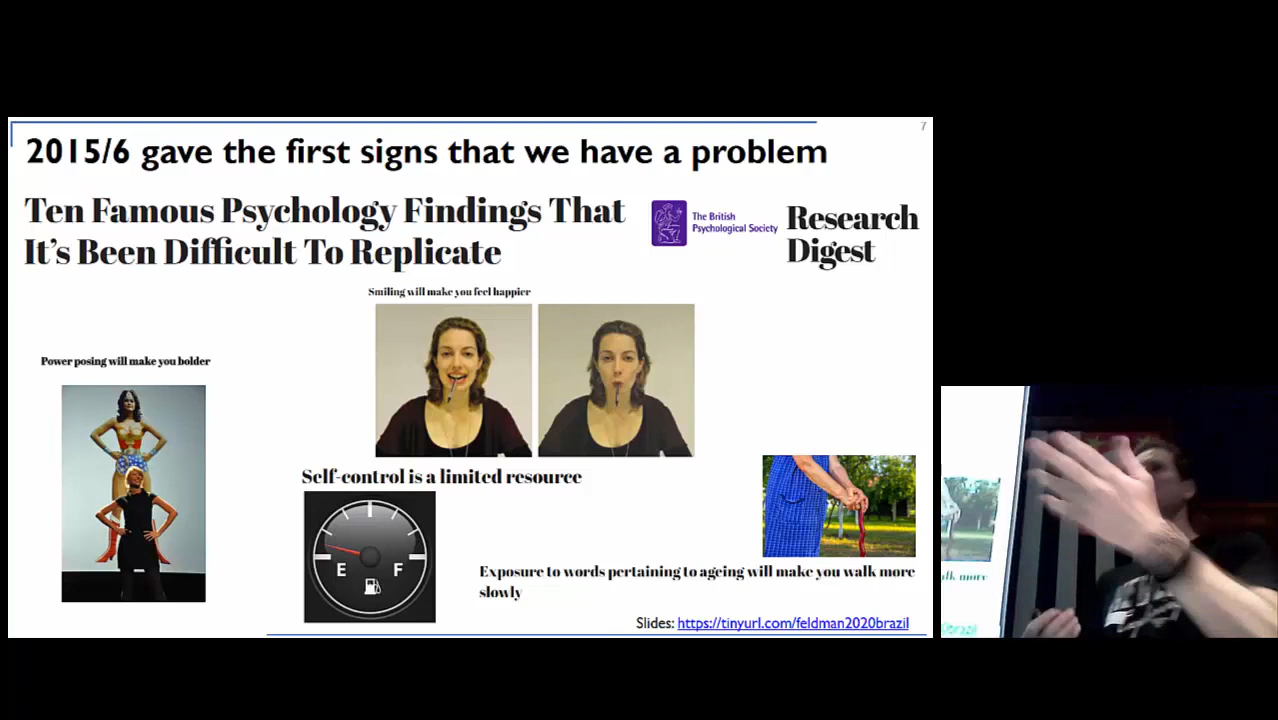 7
2015/6 gave the first signs that we have a problem
Ten Famous Psychology Findings That
It's Been Difficult To Replicate
The British
Psychological Society
Research
Digest
Smiling will make you feel happier
Power posing will make you bolder
Self-control is a limited resource
E F
Exposure to words pertaining to ageing will make you walk more
slowly
Slides: https://tinyurl.com/feldman2020brazil
more